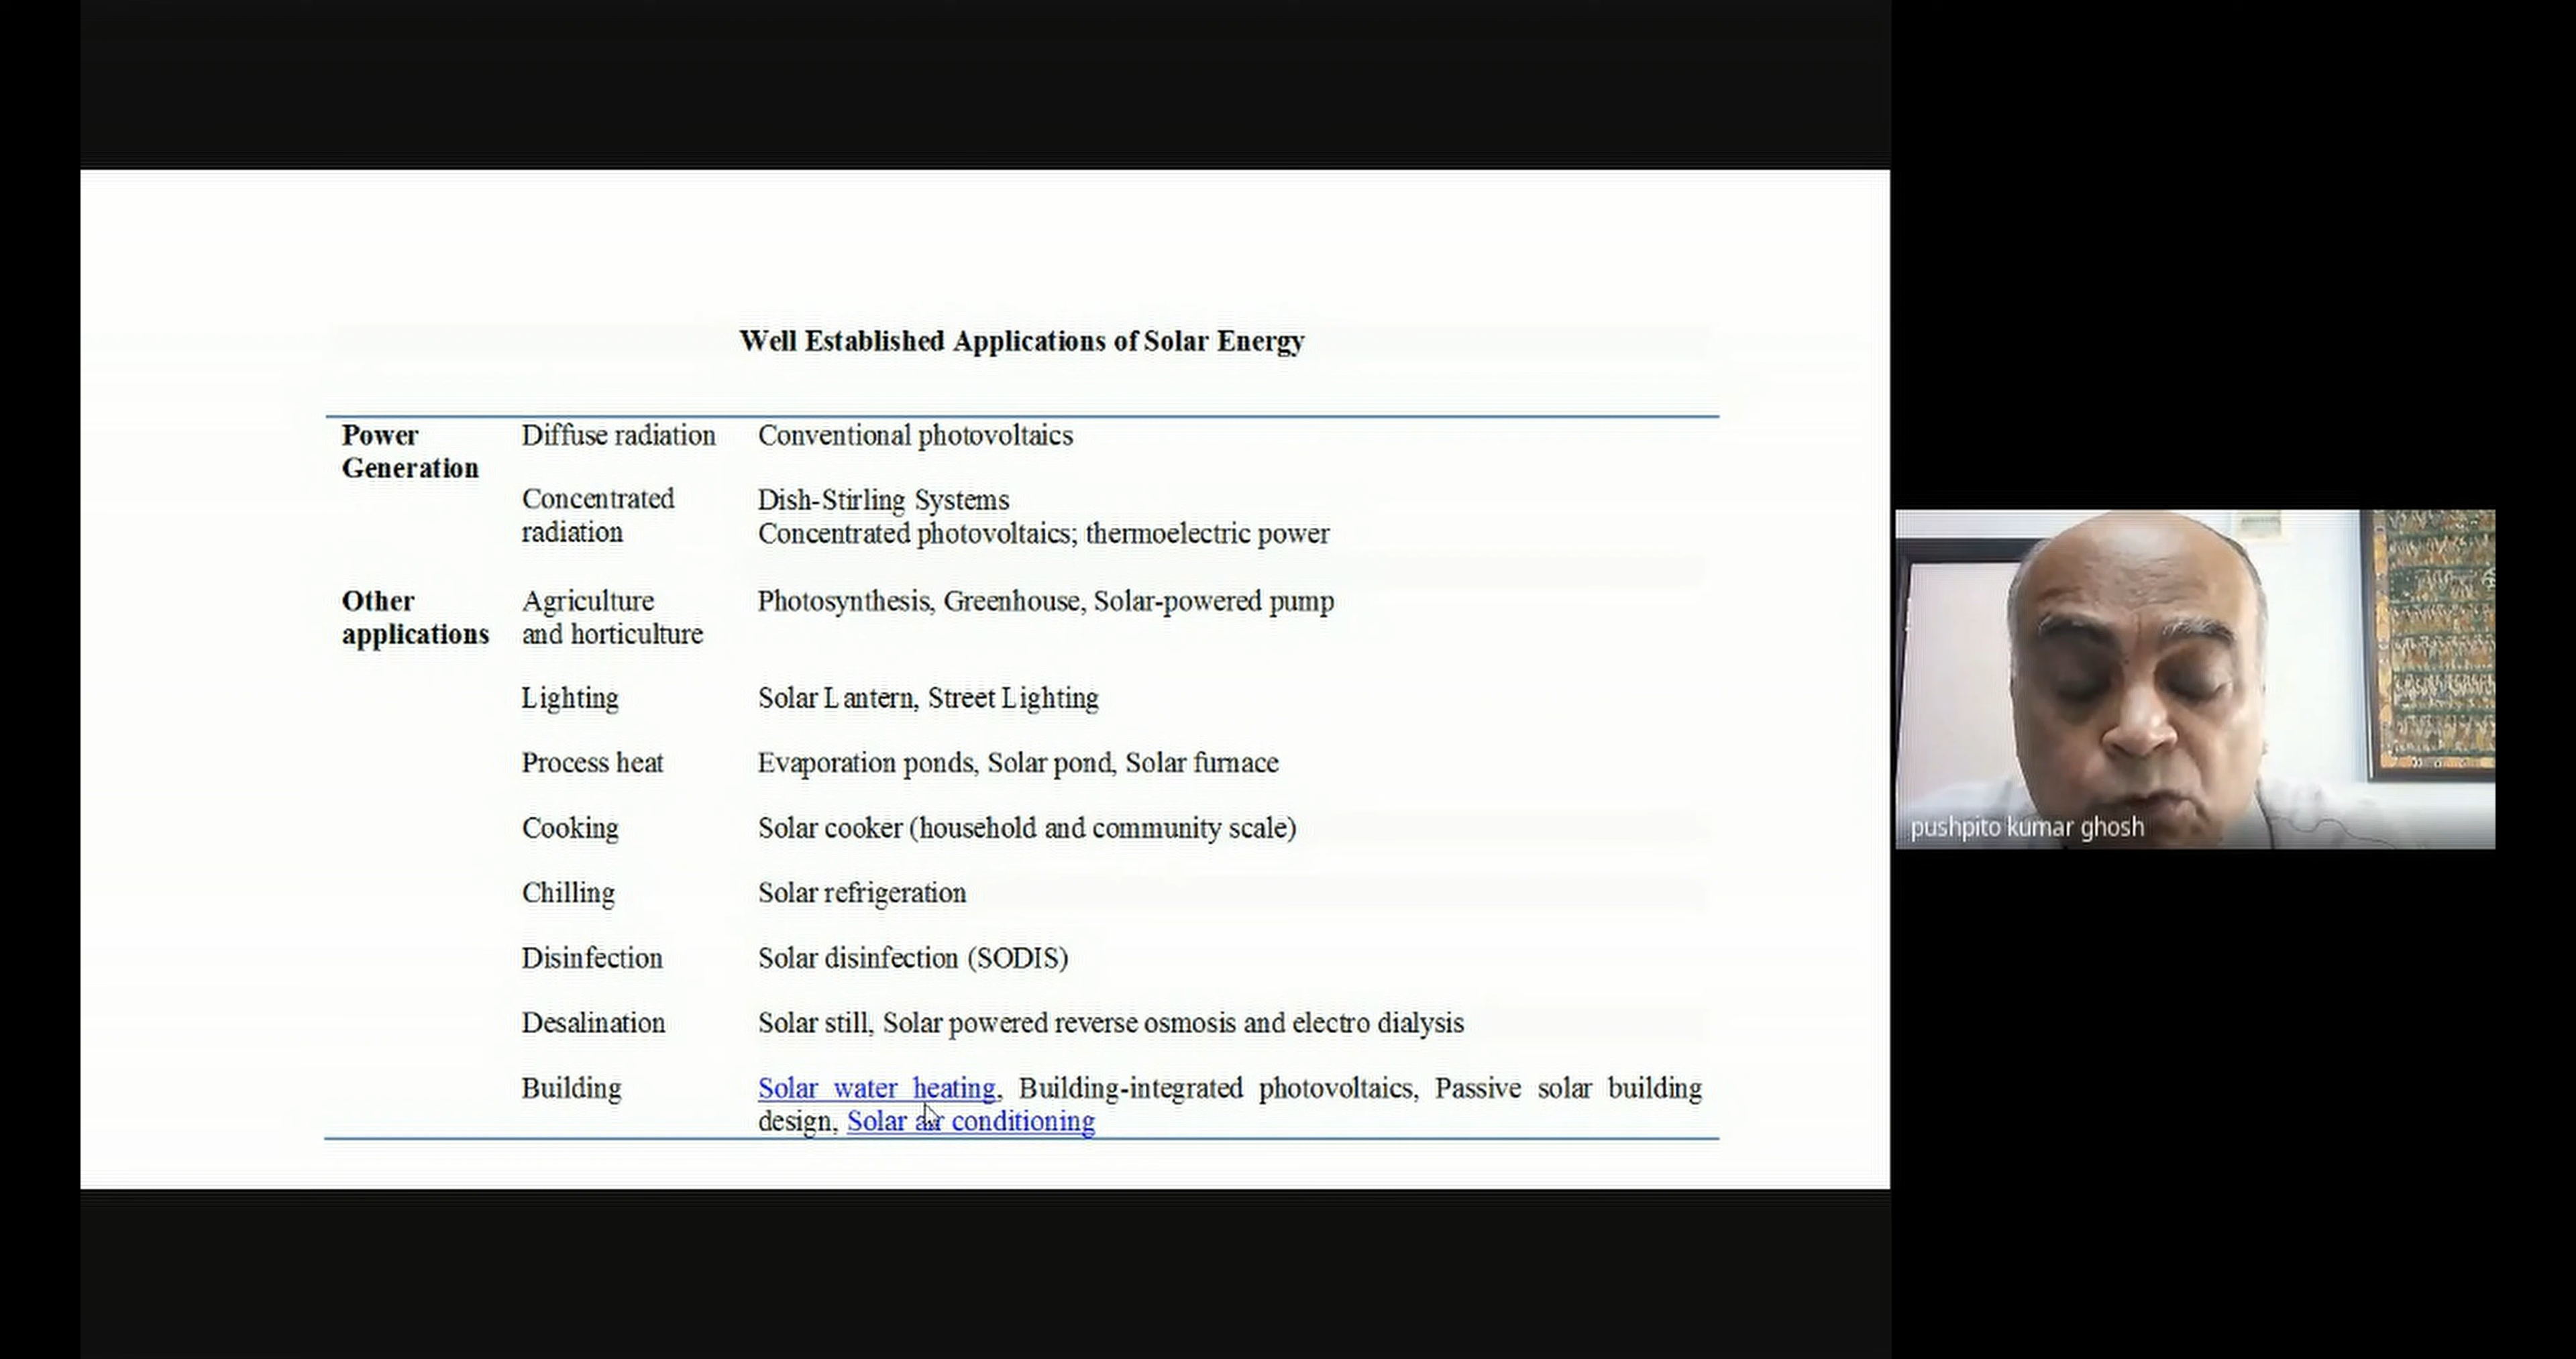 Well Established Applications of Solar Energy
Power Diffuse radiation Conventional photovoltaics
Generation
Concentrated Dish-Stirling Systems
radiation Concentrated photovoltaics; thermoelectric power
Other Agriculture Photosynthesis, Greenhouse, Solar-powered pump
applications and horticulture
Lighting Solar Lantern, Street Lighting
Process heat Evaporation ponds, Solar pond, Solar furnace
Cooking Solar cooker (household and community scale)
Chilling Solar refrigeration
Disinfection Solar disinfection (SODIS)
Desalination Solar still, Solar powered reverse osmosis and electro dialysis
Building Solar water heating, Building-integrated photovoltaics, Passive solar building
design, Solar air conditioning
pushpito kumar ghosh